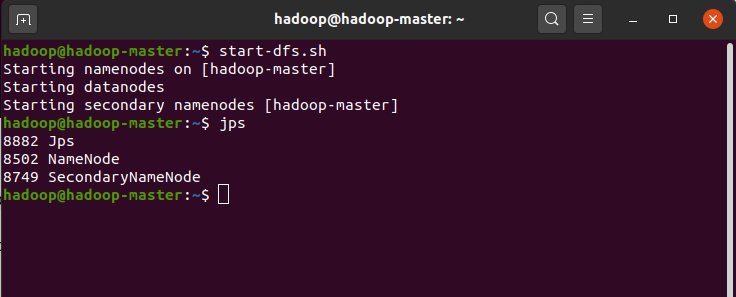 hadoop@hadoop-master: ~
hadoop@hadoop-master:~$ start-dfs.sh
Starting namenodes on [hadoop-master]
Starting datanodes
Starting secondary namenodes [hadoop-master]
hadoop@hadoop-master:~$ jps
8882 Jps
8502 NameNode
8749 SecondaryNameNode
hadoop@hadoop-master:~$